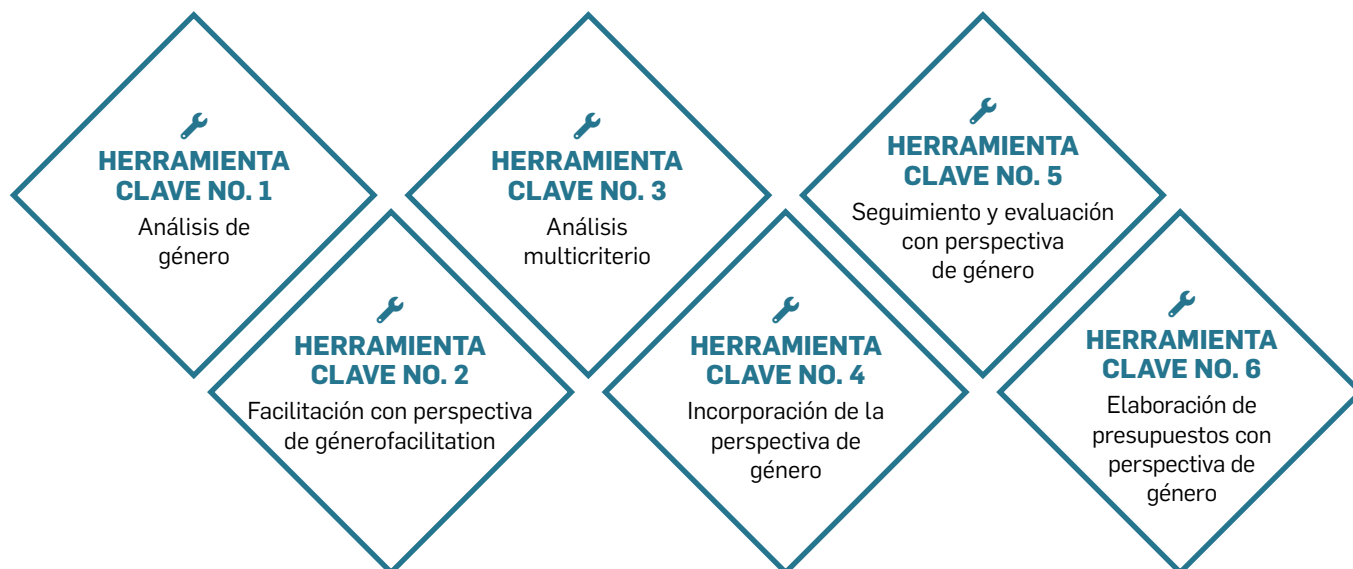 HERRAMIENTA
CLAVE NO. 1
Análisis de
género
HERRAMIENTA
CLAVE NO. 2
Facilitación con perspectiva
de génerofacilitation
HERRAMIENTA
CLAVE NO. 3
Análisis
multicriterio
HERRAMIENTA
CLAVE NO. 4
Incorporación de la
perspectiva de
género
HERRAMIENTA
CLAVE NO. 5
Seguimiento y evaluación
con perspectiva
de género
HERRAMIENTA
CLAVE NO. 6
Elaboración de
presupuestos con
perspectiva de
género